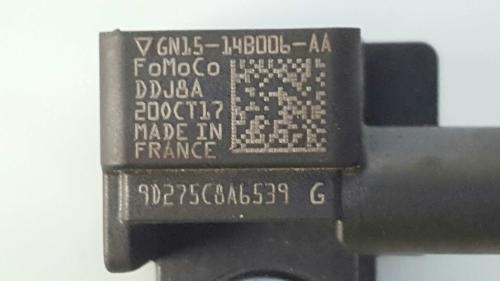 ▽ GN15-14B006-AA
FoMoCo
DDJ8A
20OCT17
MADE IN
FRANCE
9D275C8A6539 G